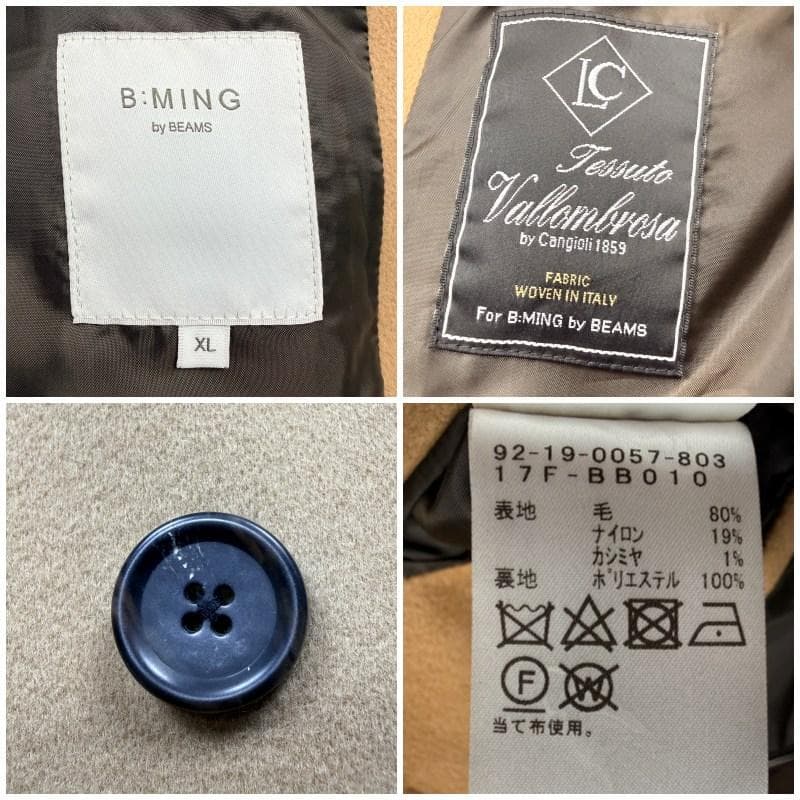 B:MING
by BEAMS
XL
LC
Tessuto
Vallombrosa
by Cangioli 1859
FABRIC
WOVEN IN ITALY
For B:MING by BEAMS
92-19-0057-803
17F-BB010
表地 毛 80%
ナイロン 19%
カシミヤ 1%
裏地 ポリエステル 100%
F W
当て布使用。